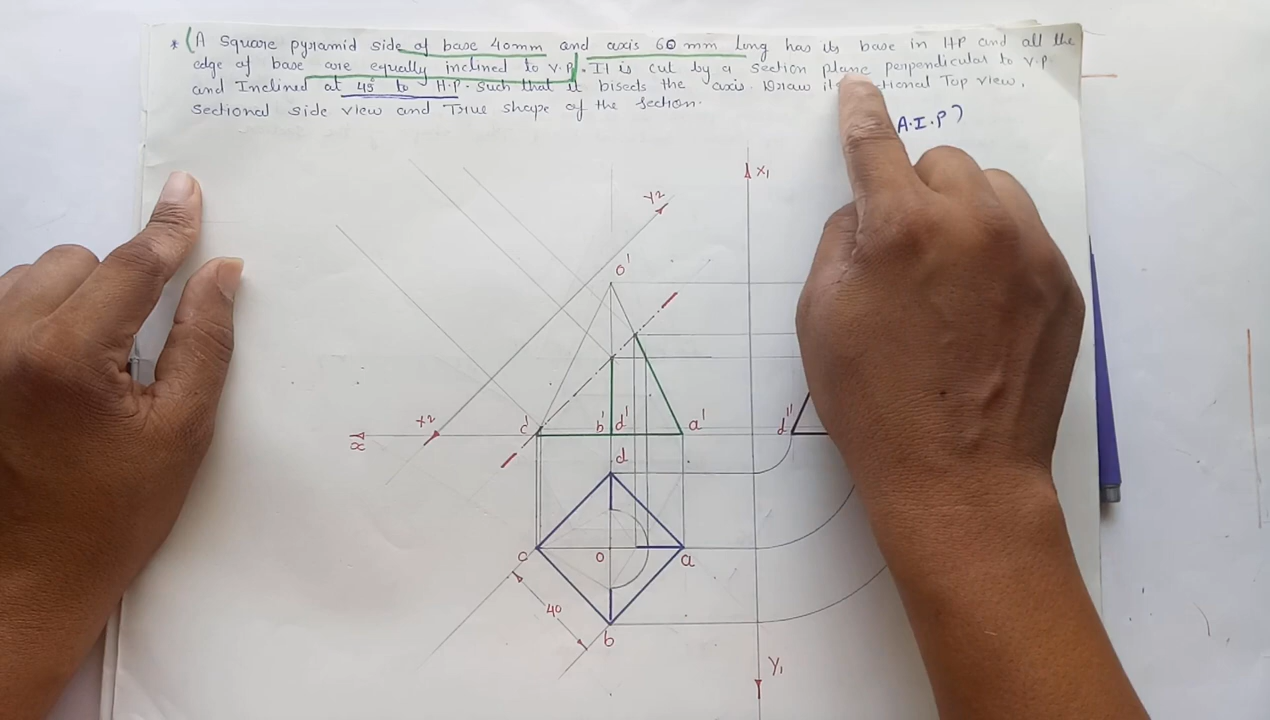 * (A Square pyramid side of base 40mm and axis 60 mm long has its base in HP and all the
edge of base are equally inclined to V.P). It is cut by a section plane perpendicular to V.P
and Inclined at 45° to H.P. Such that it bisects the axis. Draw its Top View,
Sectional side view and True shape of the section.
A.I.P)
X₁
Y2
O'
X2
X
c'
b'
d'
a'
d''
d
c
o
a
40
b
Y₁